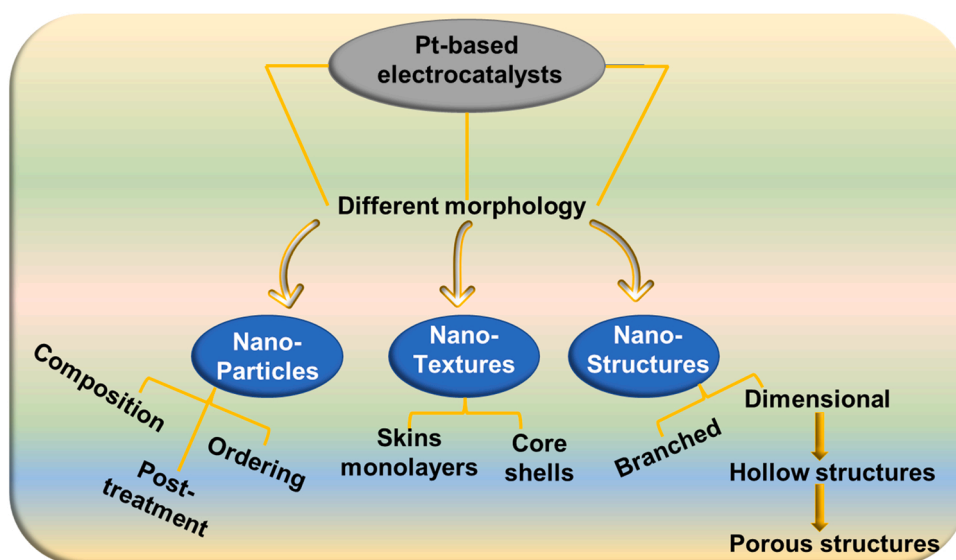 Pt-based
electrocatalysts
Different morphology
Nano-
Particles
Nano-
Textures
Nano-
Structures
Composition
Post-
treatment
Ordering
Skins
monolayers
Core
shells
Branched
Dimensional
Hollow structures
Porous structures